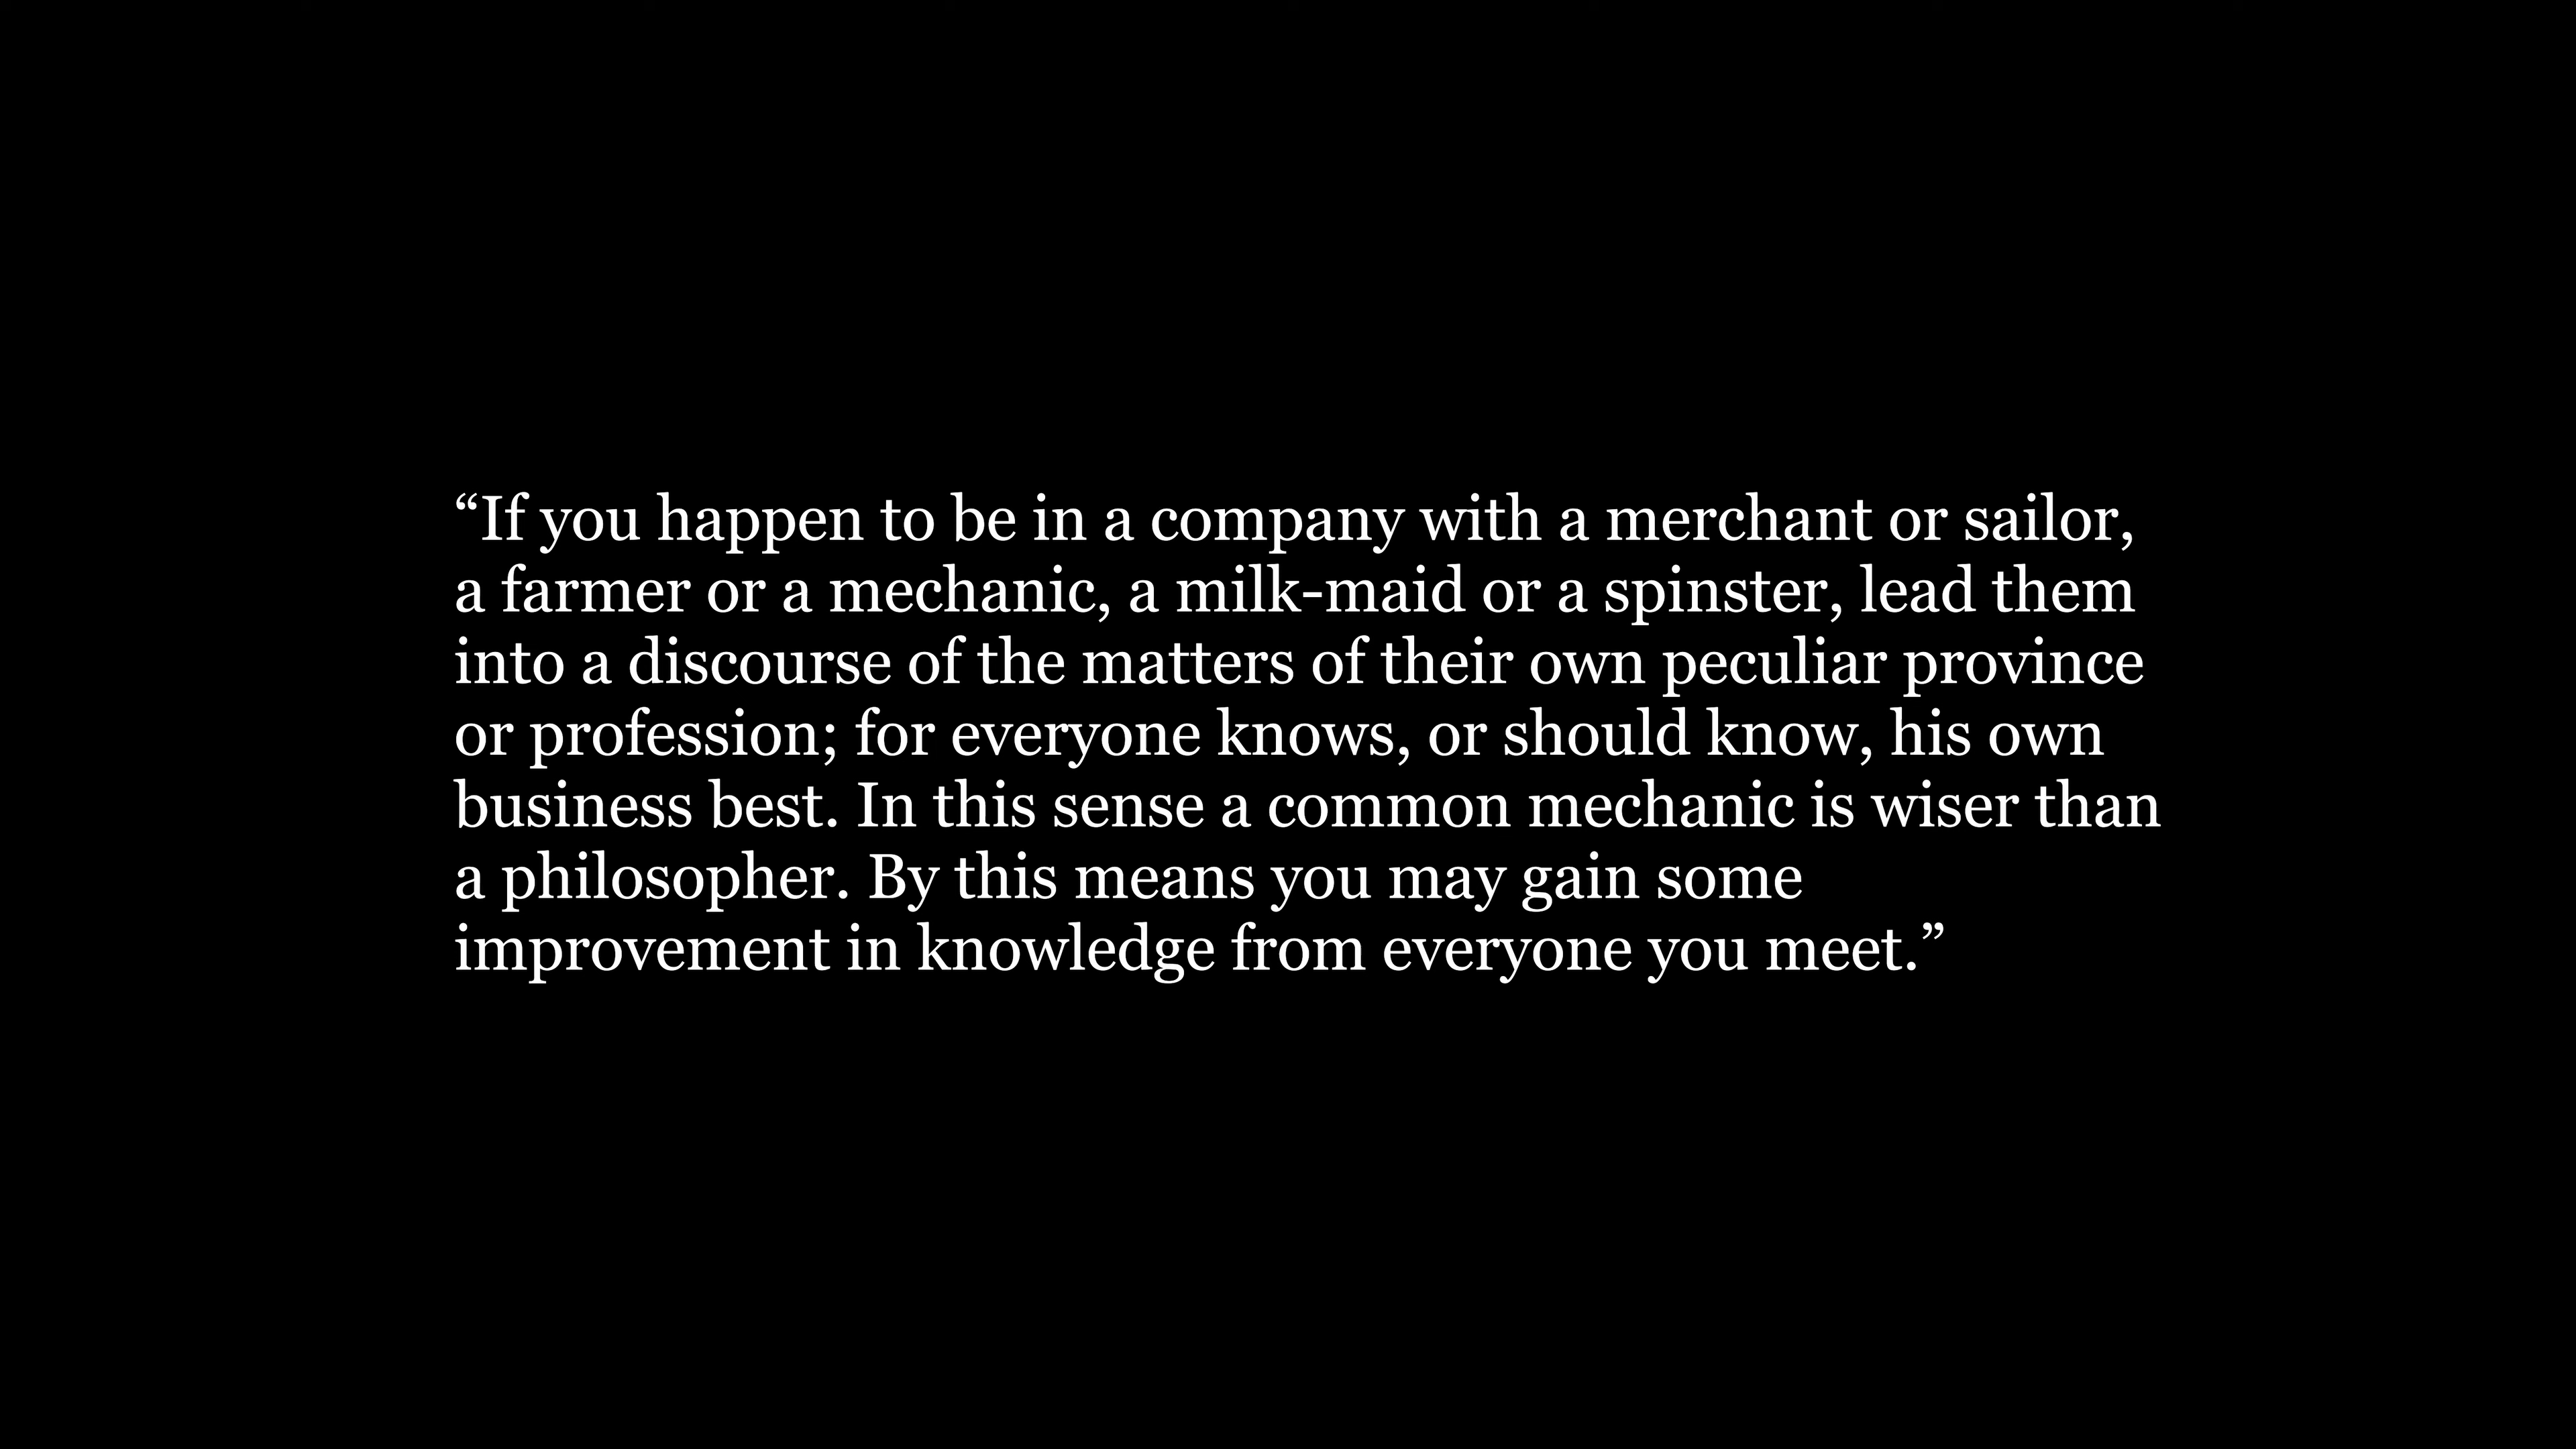 “If you happen to be in a company with a merchant or sailor,
a farmer or a mechanic, a milk-maid or a spinster, lead them
into a discourse of the matters of their own peculiar province
or profession; for everyone knows, or should know, his own
business best. In this sense a common mechanic is wiser than
a philosopher. By this means you may gain some
improvement in knowledge from everyone you meet.”